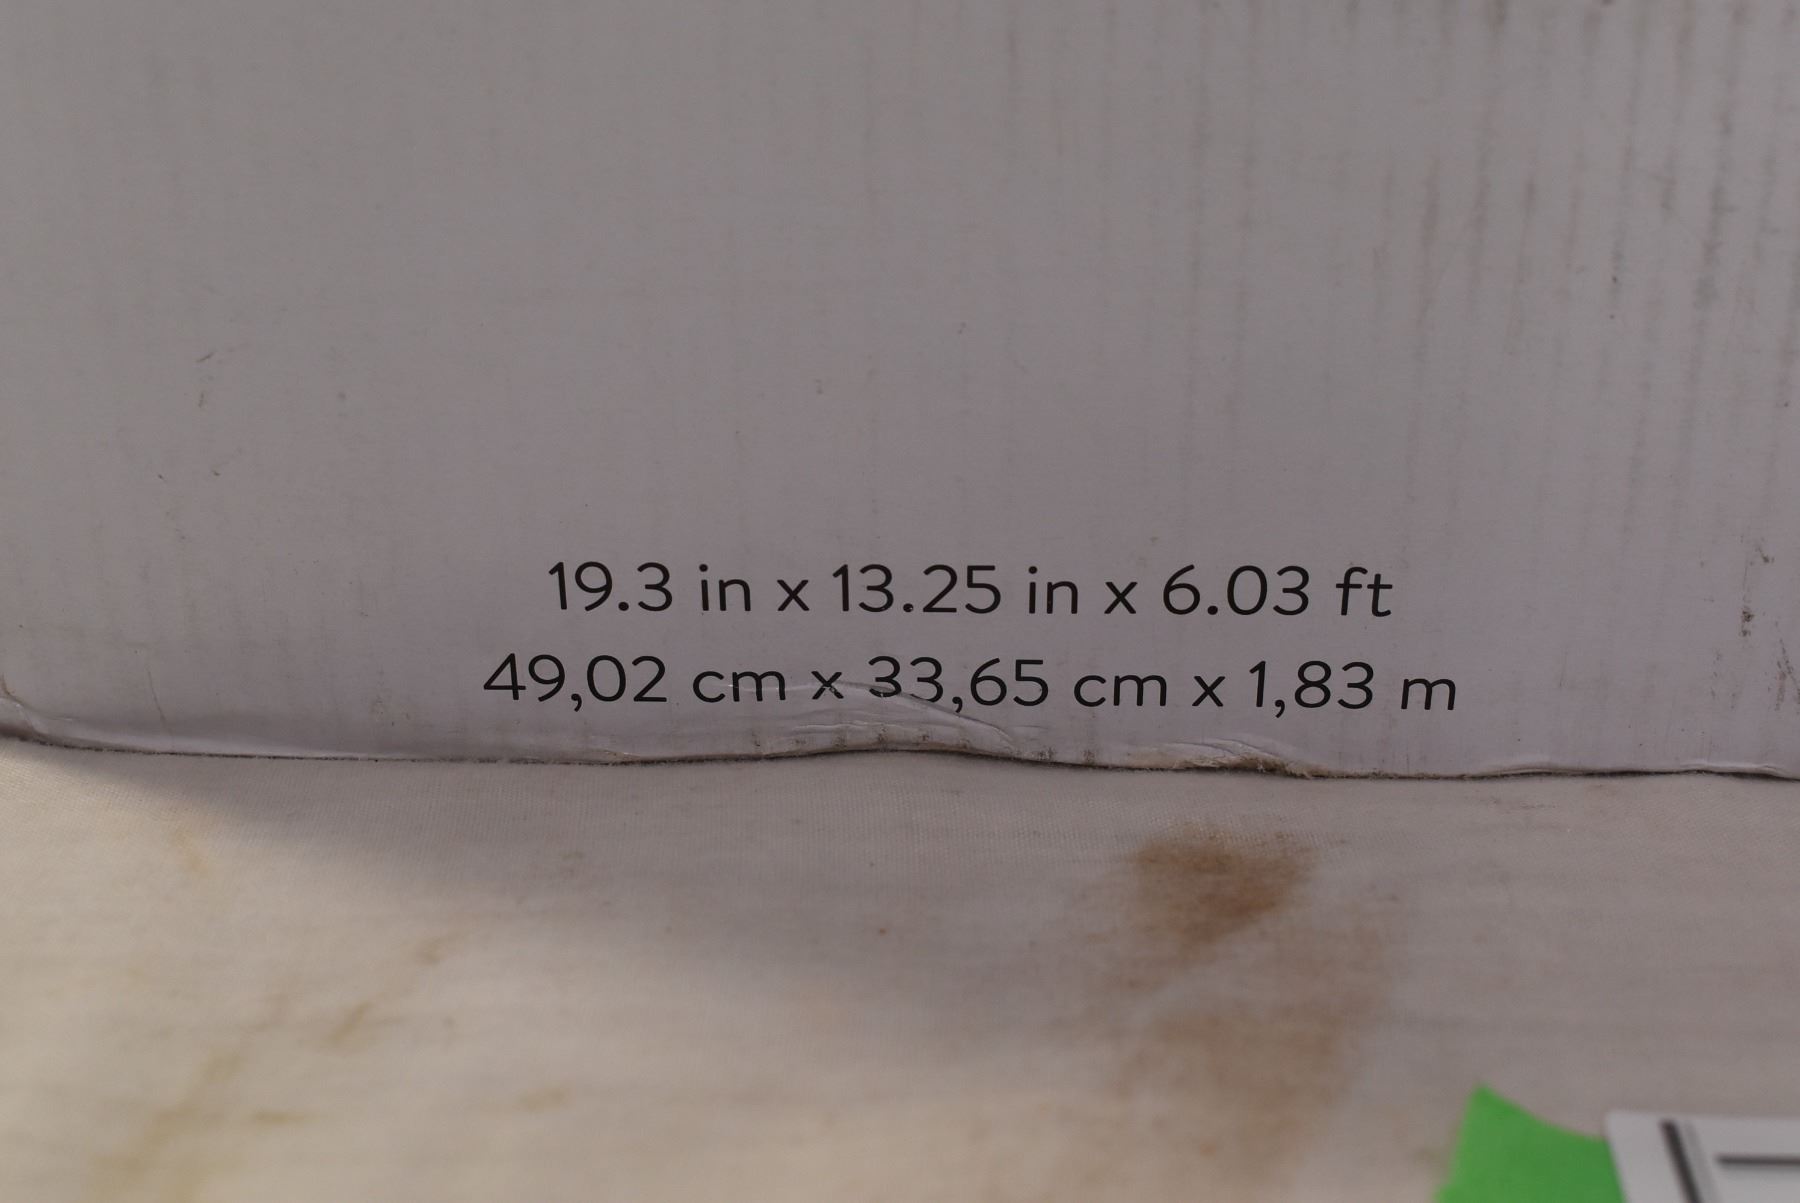 19.3 in x 13.25 in x 6.03 ft
49,02 cm x 33,65 cm x 1,83 m